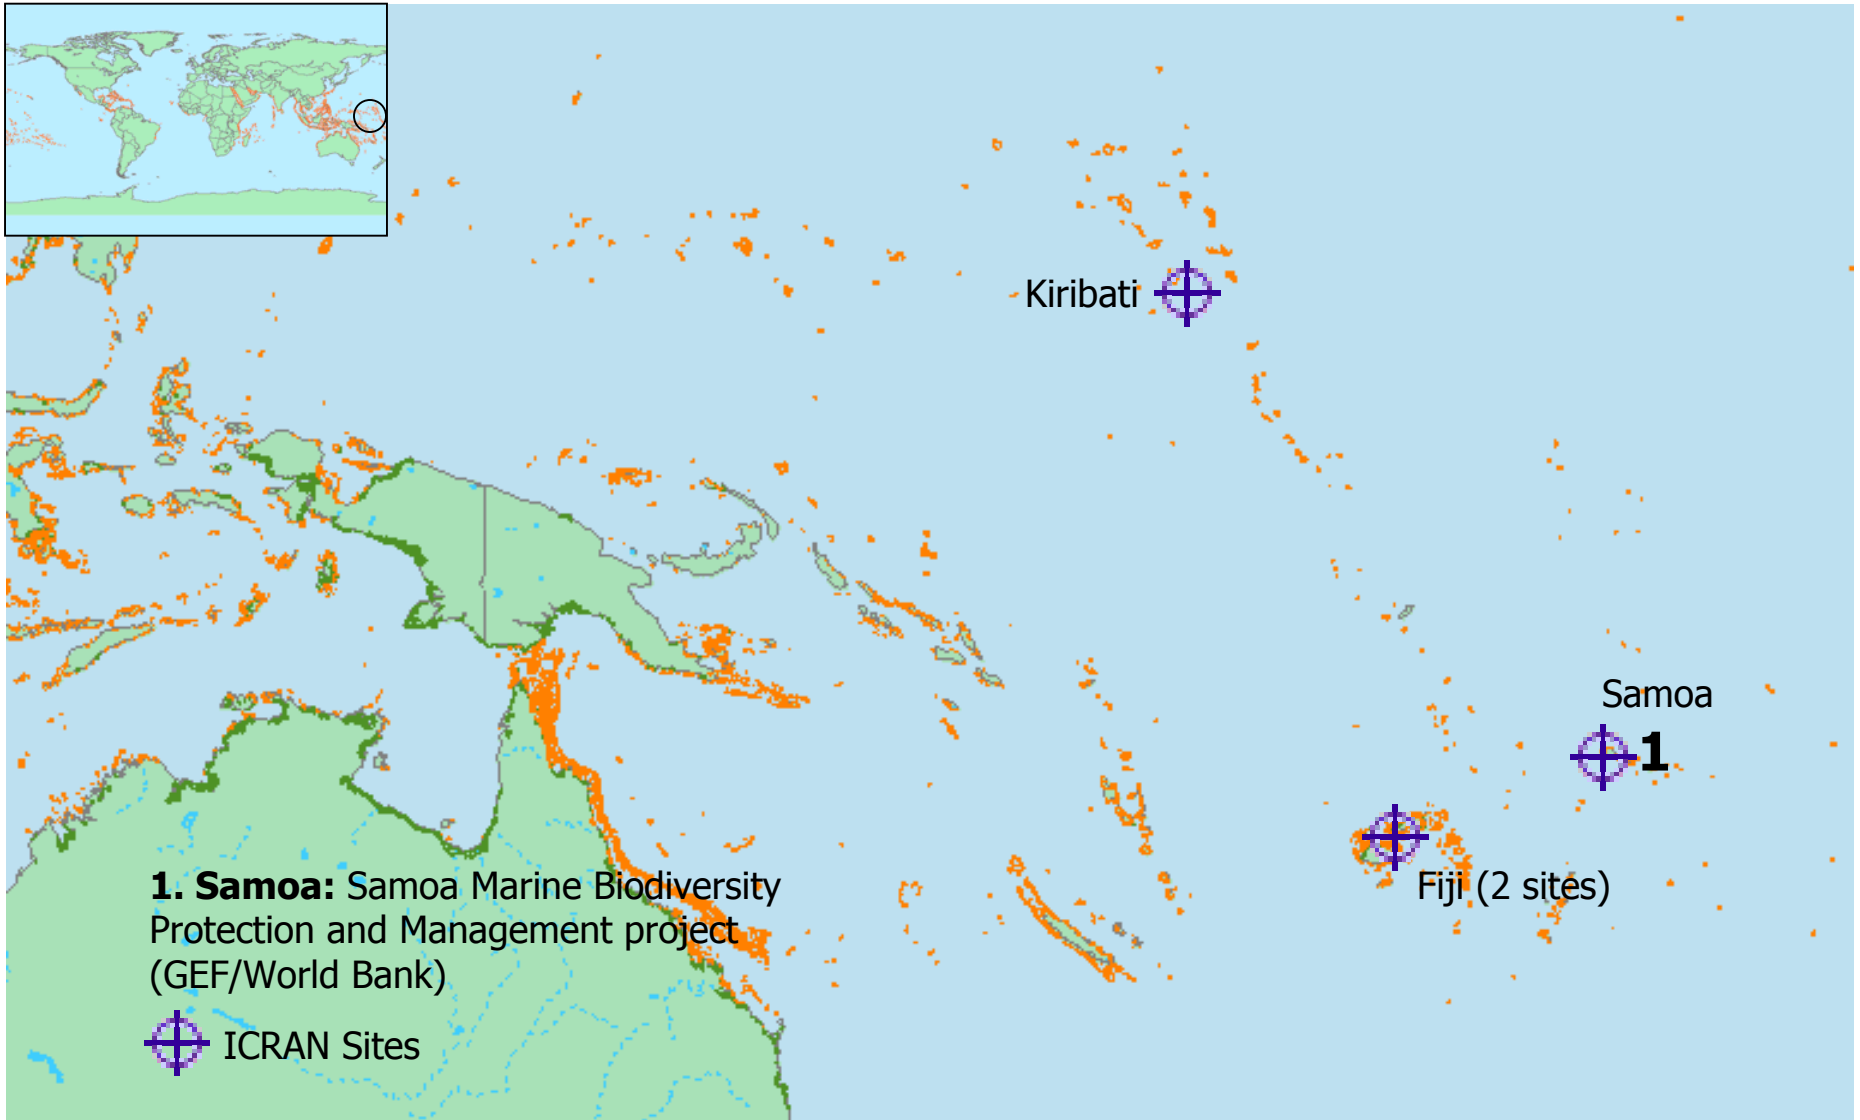 Kiribati
Samoa
1
Fiji (2 sites)
1. Samoa: Samoa Marine Biodiversity
Protection and Management project
(GEF/World Bank)
ICRAN Sites